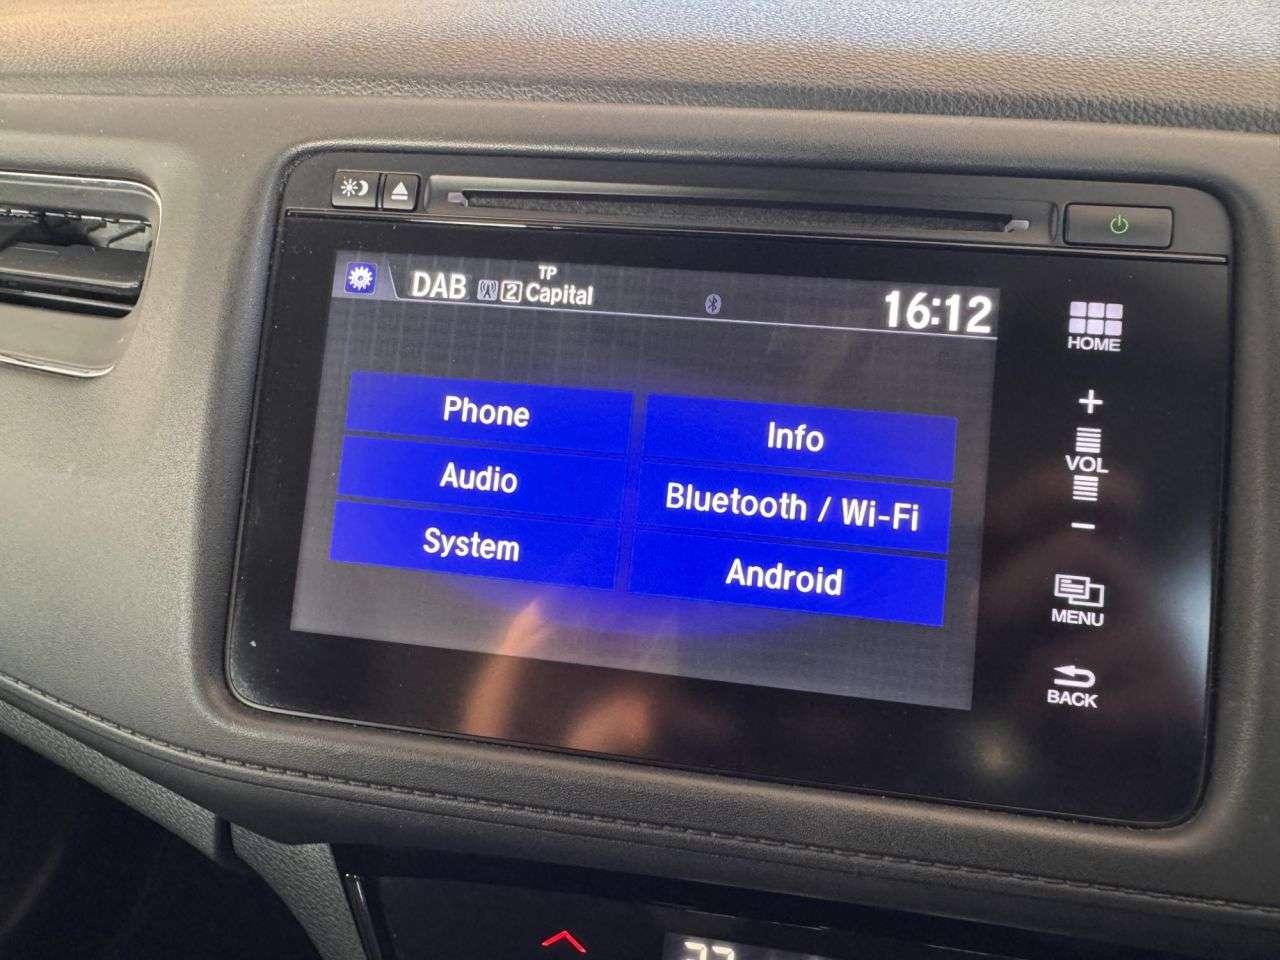 DAB 2 TP Capital 16:12
Phone
Info
Audio
Bluetooth / Wi-Fi
System
Android
HOME
+
VOL
-
MENU
BACK